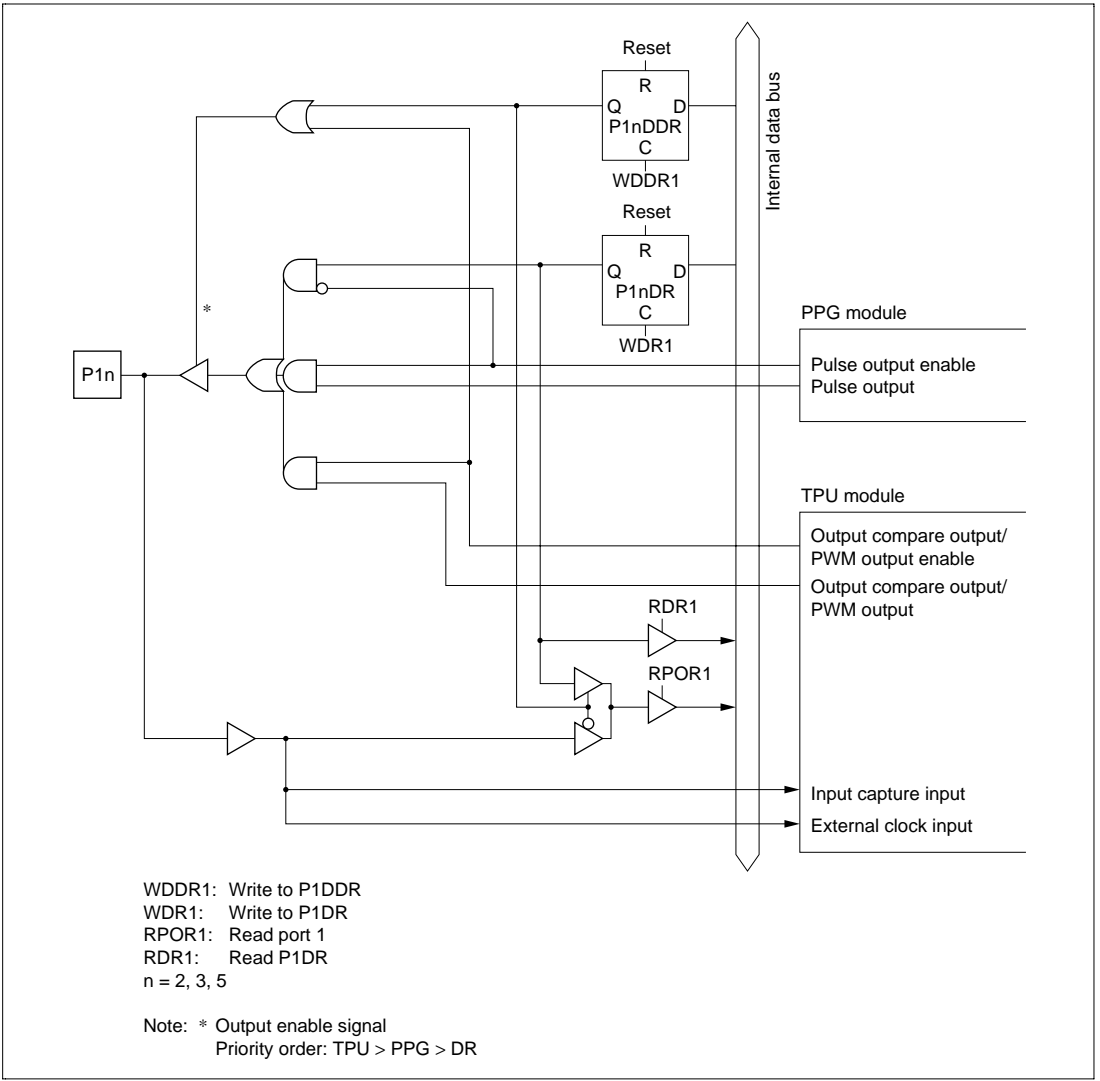 Reset
R
Q D
P1nDDR
C
WDDR1
Internal data bus
Reset
R
Q D
P1nDR
C
WDR1
*
P1n
PPG module
Pulse output enable
Pulse output
TPU module
Output compare output/
PWM output enable
Output compare output/
PWM output
RDR1
RPOR1
Input capture input
External clock input
WDDR1: Write to P1DDR
WDR1: Write to P1DR
RPOR1: Read port 1
RDR1: Read P1DR
n = 2, 3, 5
Note: * Output enable signal
Priority order: TPU > PPG > DR